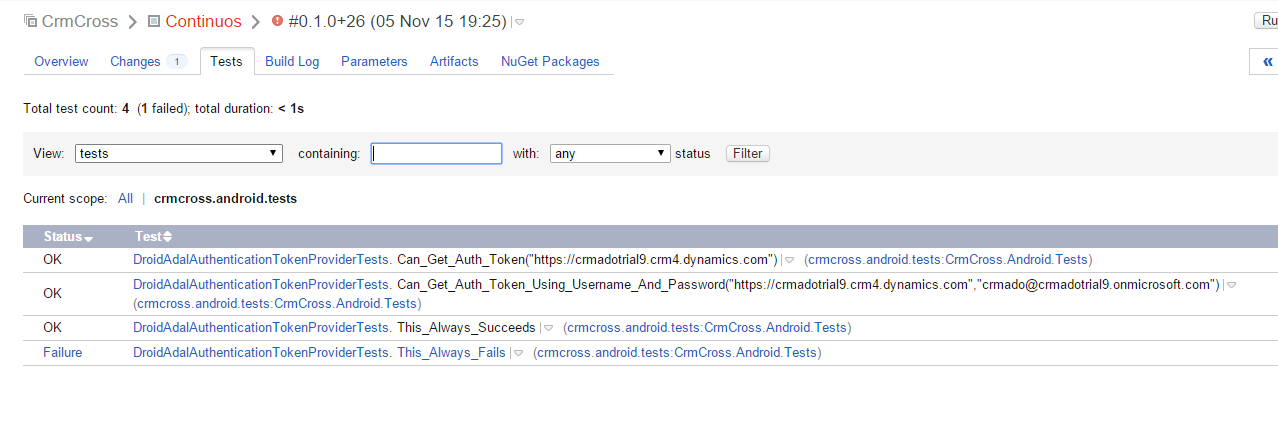 CrmCross Continuos #0.1.0+26 (05 Nov 15 19:25)
Ru
Overview Changes 1 Tests Build Log Parameters Artifacts NuGet Packages «
Total test count: 4 (1 failed); total duration: < 1s
View: tests containing: with: any status Filter
Current scope: All | crmcross.android.tests
Status Test
OK DroidAdalAuthenticationTokenProviderTests. Can_Get_Auth_Token("https://crmadotrial9.crm4.dynamics.com") (crmcross.android.tests:CrmCross.Android.Tests)
OK DroidAdalAuthenticationTokenProviderTests. Can_Get_Auth_Token_Using_Username_And_Password("https://crmadotrial9.crm4.dynamics.com","crmado@crmadotrial9.onmicrosoft.com")
(crmcross.android.tests:CrmCross.Android.Tests)
OK DroidAdalAuthenticationTokenProviderTests. This_Always_Succeeds (crmcross.android.tests:CrmCross.Android.Tests)
Failure DroidAdalAuthenticationTokenProviderTests. This_Always_Fails (crmcross.android.tests:CrmCross.Android.Tests)